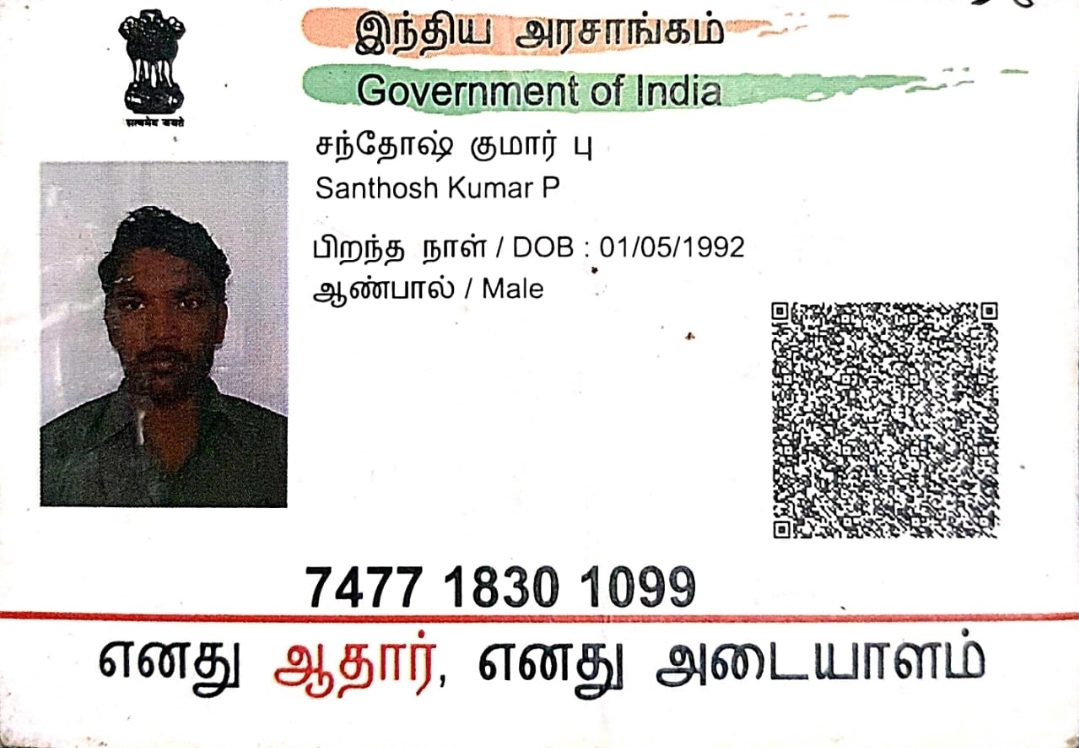 இந்திய அரசாங்கம்
Government of India
सत्यमेव जयते
சந்தோஷ் குமார் பு
Santhosh Kumar P
பிறந்த நாள் / DOB : 01/05/1992
ஆண்பால் / Male
7477 1830 1099
எனது ஆதார், எனது அடையாளம்